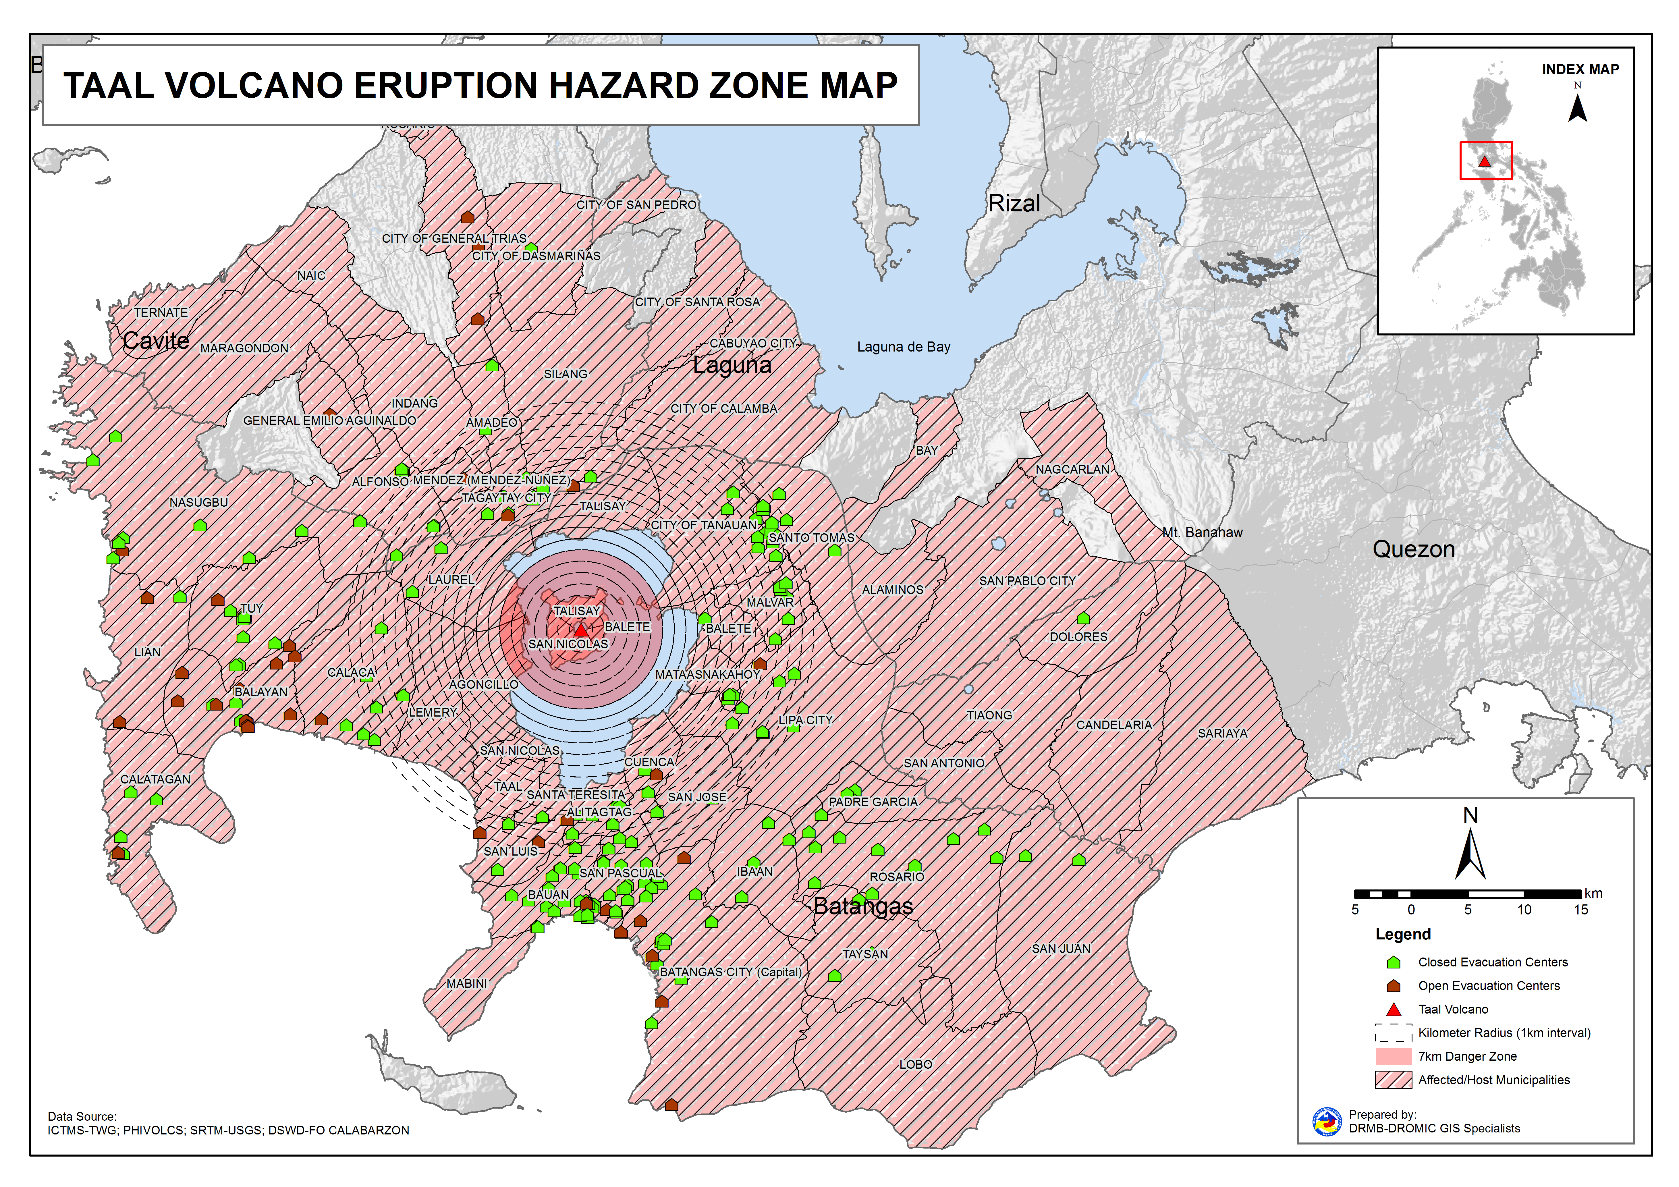 TAAL VOLCANO ERUPTION HAZARD ZONE MAP
INDEX MAP
N
Rizal
CITY OF SAN PEDRO
CITY OF GENERAL TRIAS
CITY OF DASMARIÑAS
NAIC
CITY OF SANTA ROSA
TERNATE
Cavite
MARAGONDON
CABUYAO CITY
Laguna de Bay
Laguna
SILANG
INDANG
CITY OF CALAMBA
GENERAL EMILIO AGUINALDO
AMADEO
BAY
NAGCARLAN
ALFONSO
MENDEZ (MENDEZ-NUÑEZ)
TAGAYTAY CITY
NASUGBU
TALISAY
CITY OF TANAUAN
SANTO TOMAS
Mt. Banahaw
Quezon
LAUREL
SAN PABLO CITY
ALAMINOS
MALVAR
TUY
TALISAY
BALETE
BALETE
DOLORES
SAN NICOLAS
LIAN
CALACA
MATAASNAKAHOY
AGONCILLO
BALAYAN
LEMERY
LIPA CITY
TIAONG
CANDELARIA
SARIAYA
SAN NICOLAS
CUENCA
SAN ANTONIO
CALATAGAN
TAAL
SANTA TERESITA
SAN JOSE
PADRE GARCIA
ALITAGTAG
SAN LUIS
SAN PASCUAL
IBAAN
ROSARIO
BAUAN
Batangas
SAN JUAN
TAYSAN
BATANGAS CITY (Capital)
MABINI
LOBO
N
km
5 0 5 10 15
Legend
Closed Evacuation Centers
Open Evacuation Centers
Taal Volcano
Kilometer Radius (1km interval)
7km Danger Zone
Affected/Host Municipalities
Prepared by:
DRMB-DROMIC GIS Specialists
Data Source:
ICTMS-TWG; PHIVOLCS; SRTM-USGS; DSWD-FO CALABARZON